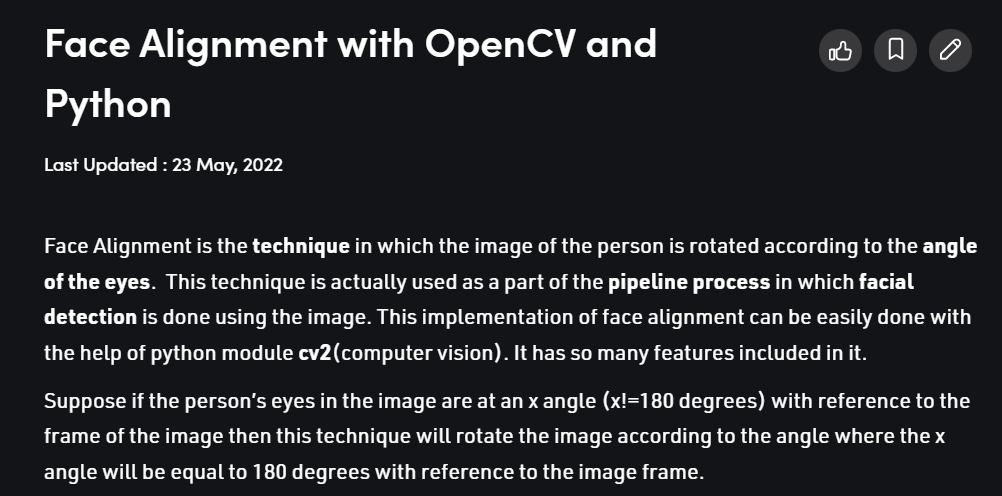 Face Alignment with OpenCV and
Python
Last Updated : 23 May, 2022
Face Alignment is the technique in which the image of the person is rotated according to the angle
of the eyes.  This technique is actually used as a part of the pipeline process in which facial
detection is done using the image. This implementation of face alignment can be easily done with
the help of python module cv2(computer vision). It has so many features included in it.
Suppose if the person's eyes in the image are at an x angle (x!=180 degrees) with reference to the
frame of the image then this technique will rotate the image according to the angle where the x
angle will be equal to 180 degrees with reference to the image frame.